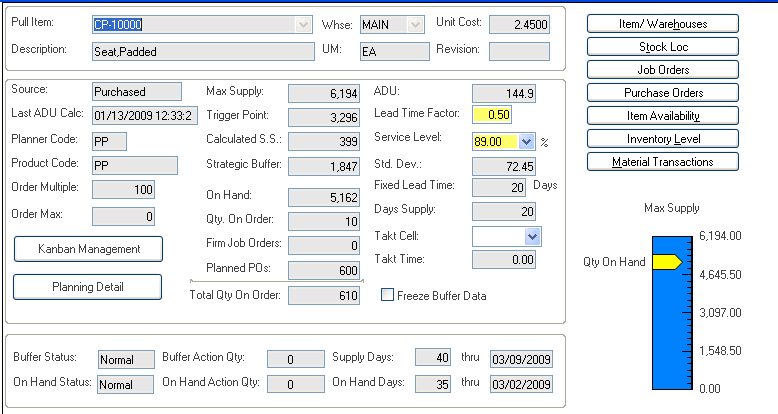 Pull Item: CP-10000 Whse: MAIN Unit Cost: 2.4500
Description: Seat,Padded UM: EA Revision:
Source: Purchased Max Supply: 6,194 ADU: 144.9
Last ADU Calc: 01/13/2009 12:33:2 Trigger Point: 3,296 Lead Time Factor: 0.50
Planner Code: PP Calculated S.S.: 399 Service Level: 89.00 %
Product Code: PP Strategic Buffer: 1,847 Std. Dev.: 72.45
Order Multiple: 100 On Hand: 5,162 Fixed Lead Time: 20 Days
Order Max: 0 Qty. On Order: 10 Days Supply: 20
Kanban Management Firm Job Orders: 0 Takt Cell:
Planned POs: 600 Takt Time: 0.00
Planning Detail Total Qty On Order: 610 Freeze Buffer Data
Buffer Status: Normal Buffer Action Qty: 0 Supply Days: 40 thru 03/09/2009
On Hand Status: Normal On Hand Action Qty: 0 On Hand Days: 35 thru 03/02/2009
Item/ Warehouses
Stock Loc
Job Orders
Purchase Orders
Item Availability
Inventory Level
Material Transactions
Max Supply
6,194.00
Qty On Hand
4,645.50
3,097.00
1,548.50
0.00